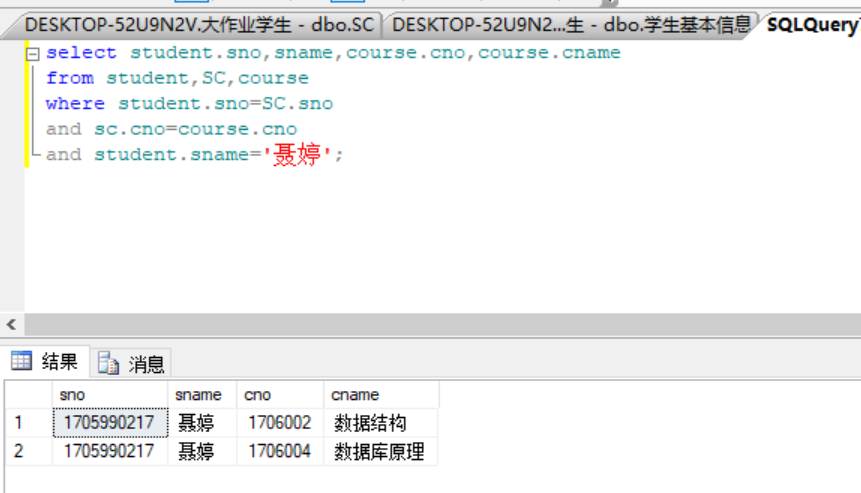 DESKTOP-52U9N2V.大作业学生 - dbo.SC DESKTOP-52U9N2...生 - dbo.学生基本信息 SQLQuery
select student.sno,sname,course.cno,course.cname
from student,SC,course
where student.sno=SC.sno
and sc.cno=course.cno
and student.sname='聂婷';
结果 消息
sno sname cno cname
1 1705990217 聂婷 1706002 数据结构
2 1705990217 聂婷 1706004 数据库原理